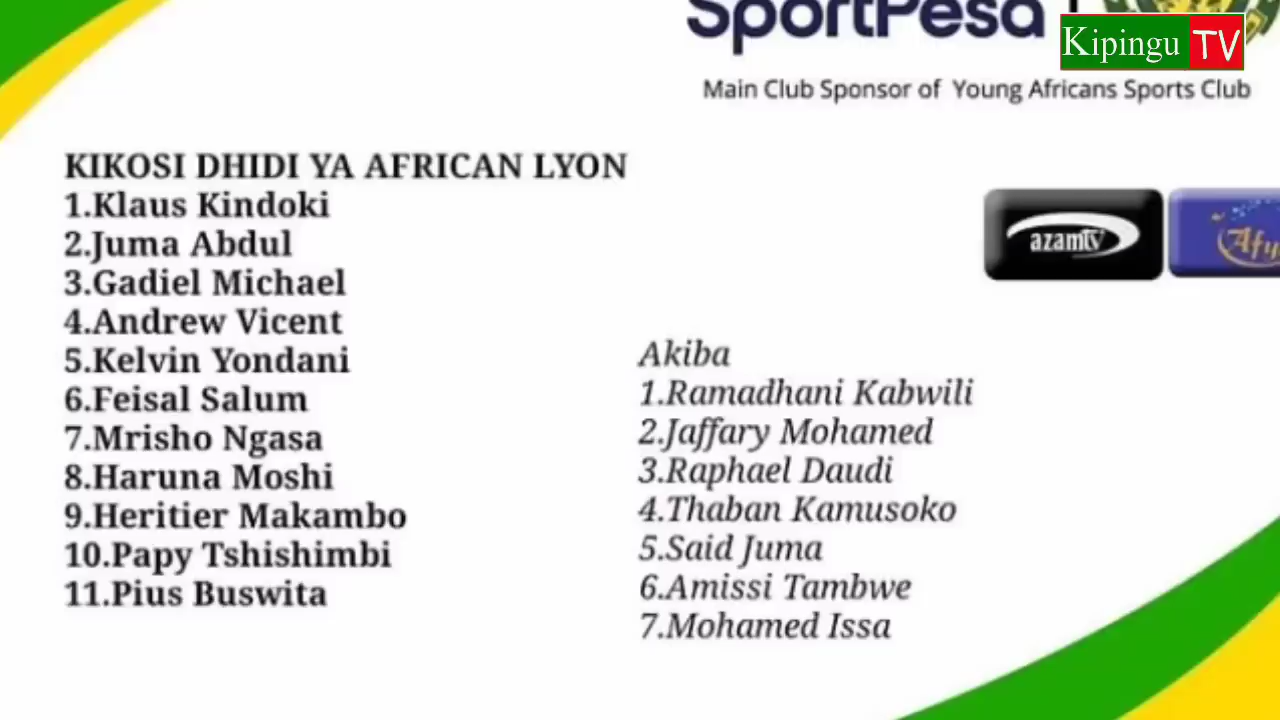 SportPesa
Kipingu TV
Main Club Sponsor of Young Africans Sports Club
KIKOSI DHIDI YA AFRICAN LYON
1.Klaus Kindoki
2.Juma Abdul
3.Gadiel Michael
4.Andrew Vicent
5.Kelvin Yondani
6.Feisal Salum
7.Mrisho Ngasa
8.Haruna Moshi
9.Heritier Makambo
10.Papy Tshishimbi
11.Pius Buswita
azamtv
Akiba
1.Ramadhani Kabwili
2.Jaffary Mohamed
3.Raphael Daudi
4.Thaban Kamusoko
5.Said Juma
6.Amissi Tambwe
7.Mohamed Issa